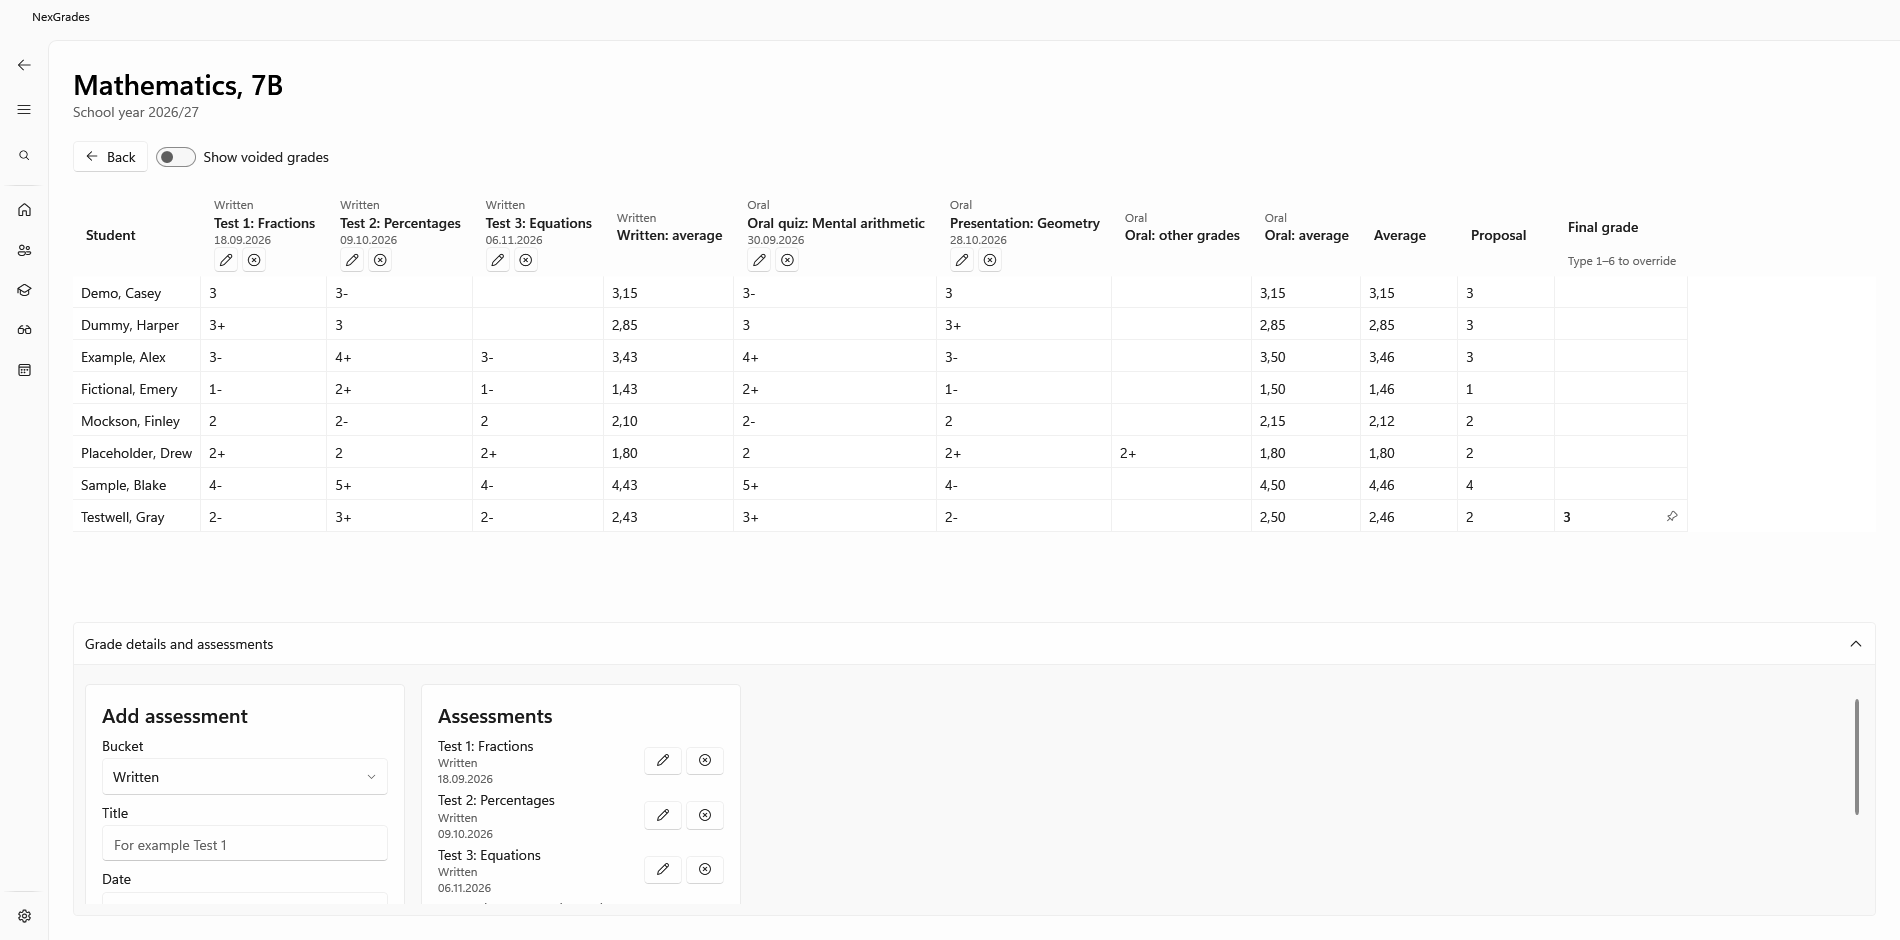 NexGrades
Mathematics, 7B
School year 2026/27
Back Show voided grades
Student
Written
Test 1: Fractions
18.09.2026
Written
Test 2: Percentages
09.10.2026
Written
Test 3: Equations
06.11.2026
Written
Written: average
Oral
Oral quiz: Mental arithmetic
30.09.2026
Oral
Presentation: Geometry
28.10.2026
Oral
Oral: other grades
Oral
Oral: average
Average
Proposal
Final grade
Type 1–6 to override
Demo, Casey 3 3- 3,15 3- 3 3,15 3,15 3
Dummy, Harper 3+ 3 2,85 3 3+ 2,85 2,85 3
Example, Alex 3- 4+ 3- 3,43 4+ 3- 3,50 3,46 3
Fictional, Emery 1- 2+ 1- 1,43 2+ 1- 1,50 1,46 1
Mockson, Finley 2 2- 2 2,10 2- 2 2,15 2,12 2
Placeholder, Drew 2+ 2 2+ 1,80 2 2+ 2+ 1,80 1,80 2
Sample, Blake 4- 5+ 4- 4,43 5+ 4- 4,50 4,46 4
Testwell, Gray 2- 3+ 2- 2,43 3+ 2- 2,50 2,46 2 3
Grade details and assessments
Add assessment
Bucket
Written
Title
For example Test 1
Date
Assessments
Test 1: Fractions
Written
18.09.2026
Test 2: Percentages
Written
09.10.2026
Test 3: Equations
Written
06.11.2026